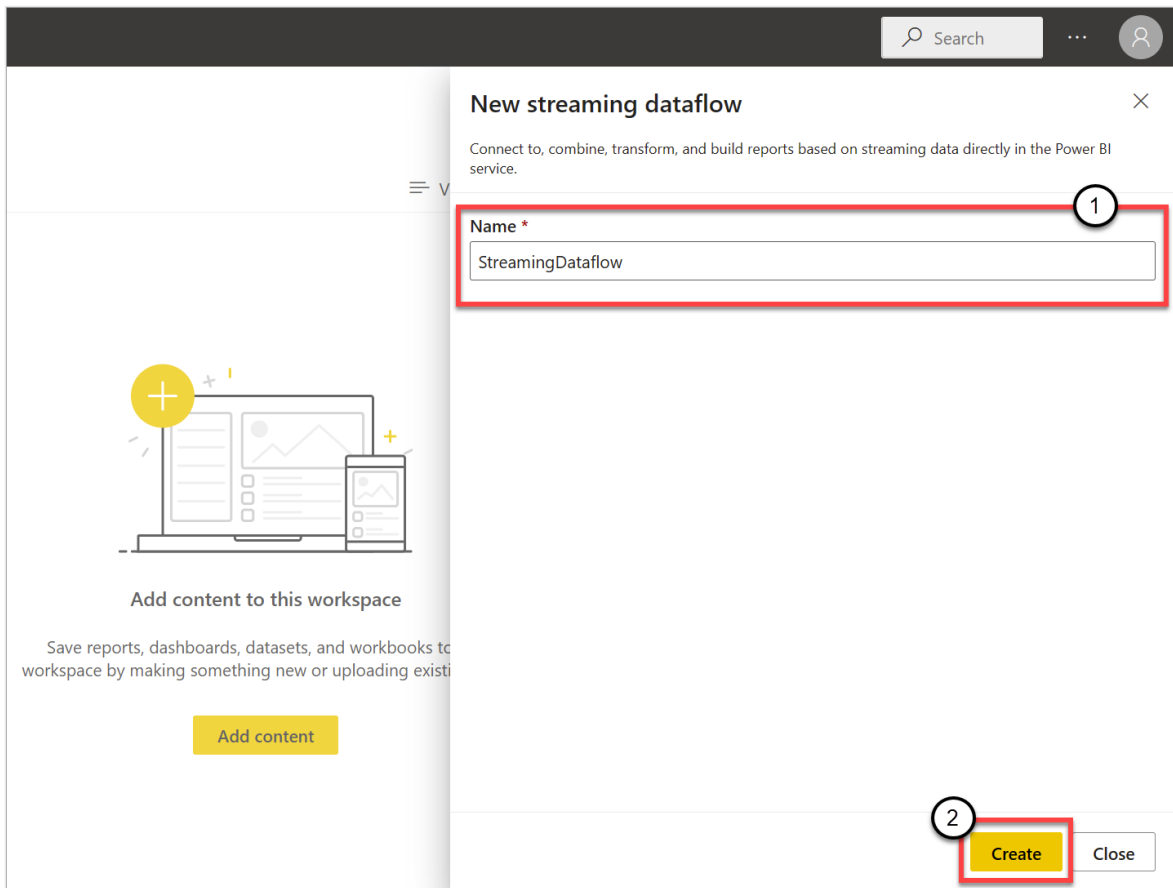 Search
...
New streaming dataflow
Connect to, combine, transform, and build reports based on streaming data directly in the Power BI
service.
V
1
Name *
StreamingDataflow
Add content to this workspace
Save reports, dashboards, datasets, and workbooks to
workspace by making something new or uploading existi
Add content
2
Create
Close